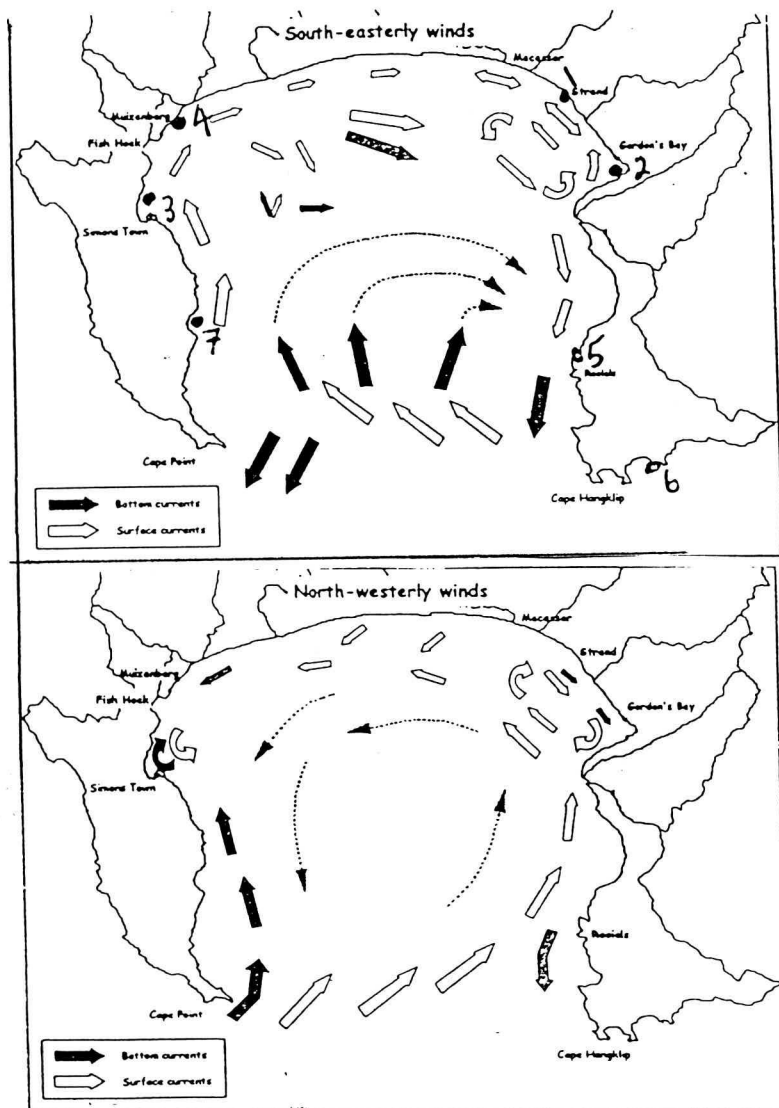 South-easterly winds
Macassar
Strand
Muizenberg
4
Fish Hoek
Gordon's Bay
2
3
Simons Town
7
5
Rooiels
Cape Point
6
Cape Hangklip
Bottom currents
Surface currents
North-westerly winds
Macassar
Strand
Muizenberg
Fish Hoek
Gordon's Bay
Simons Town
Rooiels
Cape Point
Cape Hangklip
Bottom currents
Surface currents